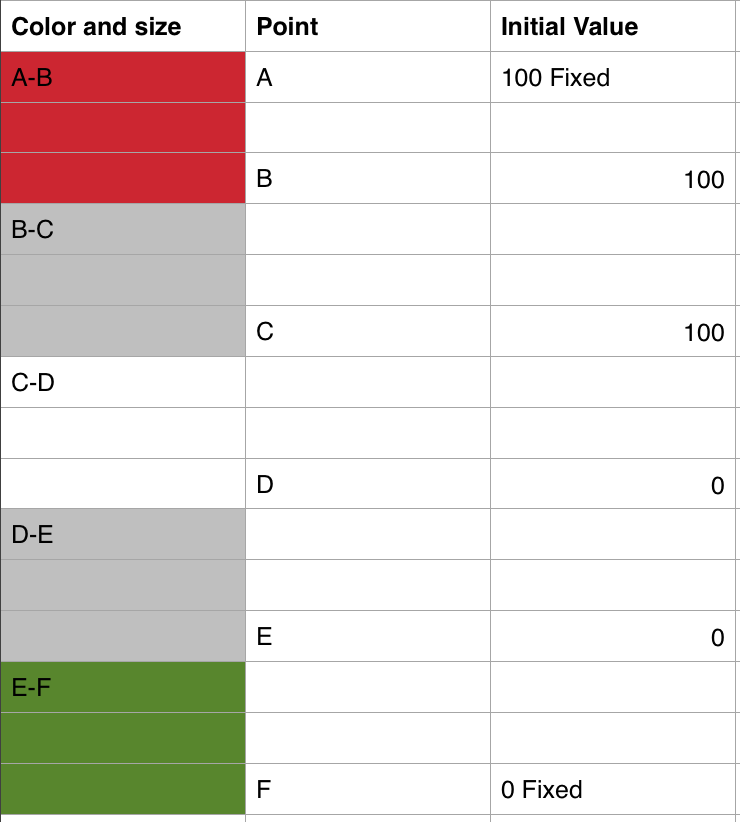 Color and size Point Initial Value
A-B A 100 Fixed
B 100
B-C
C 100
C-D
D 0
D-E
E 0
E-F
F 0 Fixed